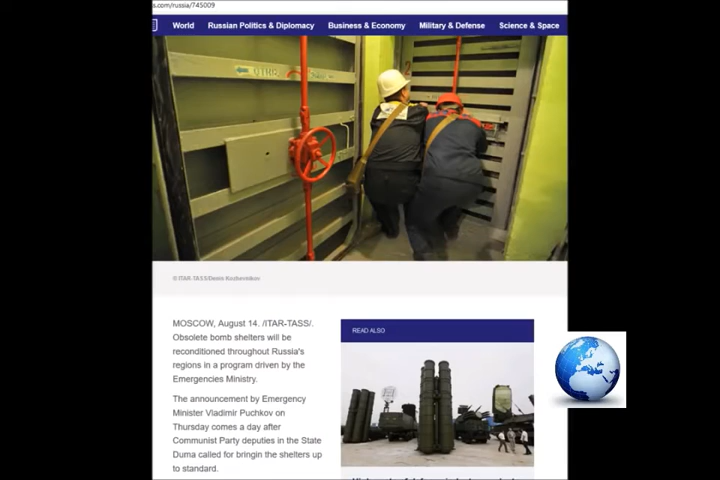 s.com/russia/745009
World Russian Politics & Diplomacy Business & Economy Military & Defense Science & Space
© ITAR-TASS/Denis Kozhevnikov
MOSCOW, August 14. /ITAR-TASS/.
Obsolete bomb shelters will be
reconditioned throughout Russia's
regions in a program driven by the
Emergencies Ministry.
The announcement by Emergency
Minister Vladimir Puchkov on
Thursday comes a day after
Communist Party deputies in the State
Duma called for bringin the shelters up
to standard.
READ ALSO